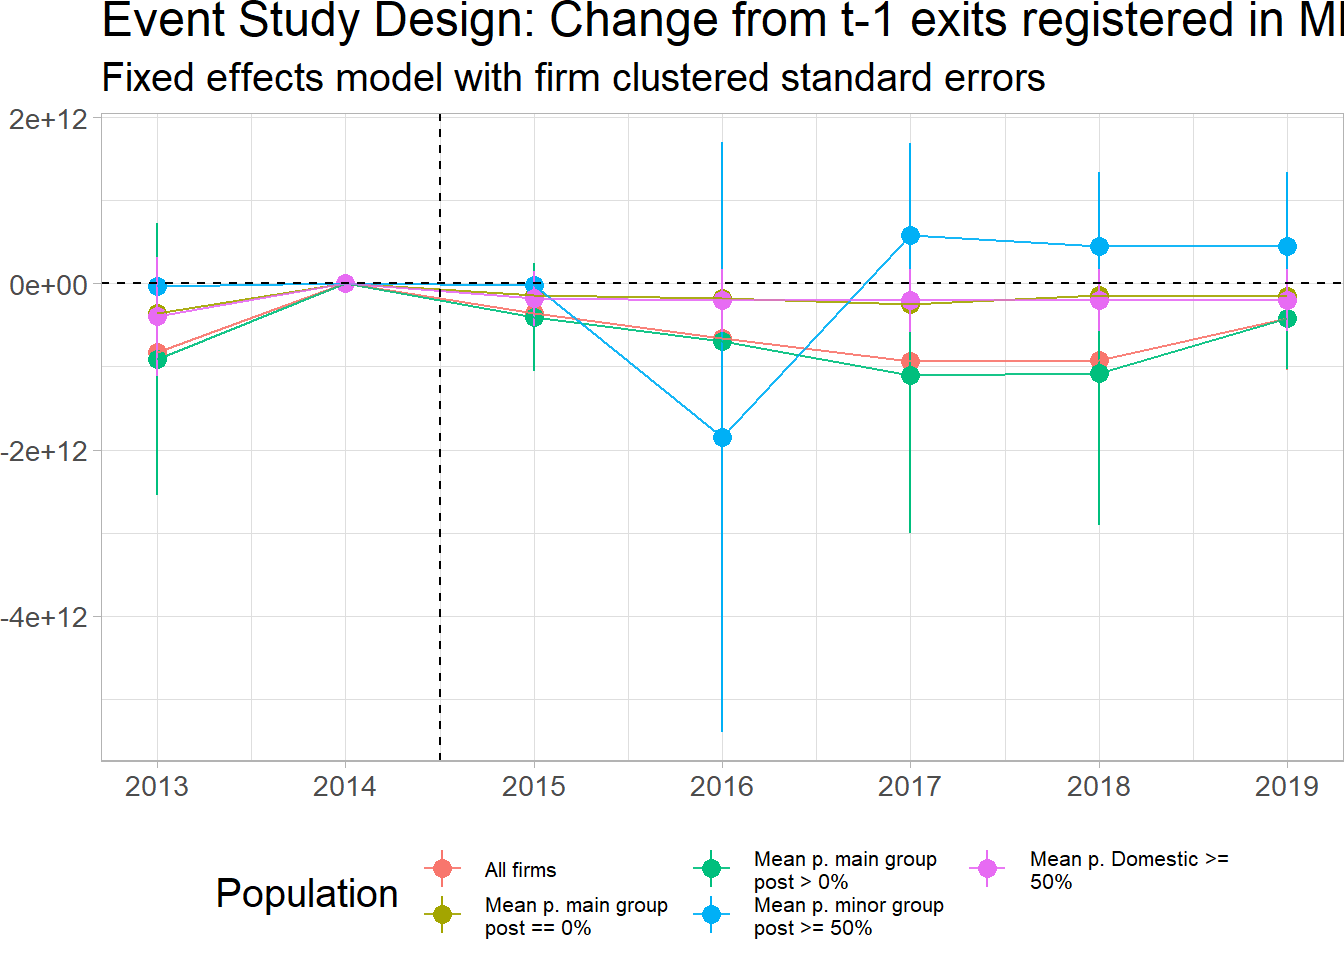 Event Study Design: Change from t-1 exits registered in
Fixed effects model with firm clustered standard errors
2e+12
0e+00
-2e+12
-4e+12
2013 2014 2015 2016 2017 2018 2019
Population
All firms
Mean p. main group
post == 0%
Mean p. main group
post > 0%
Mean p. minor group
post >= 50%
Mean p. Domestic >=
50%